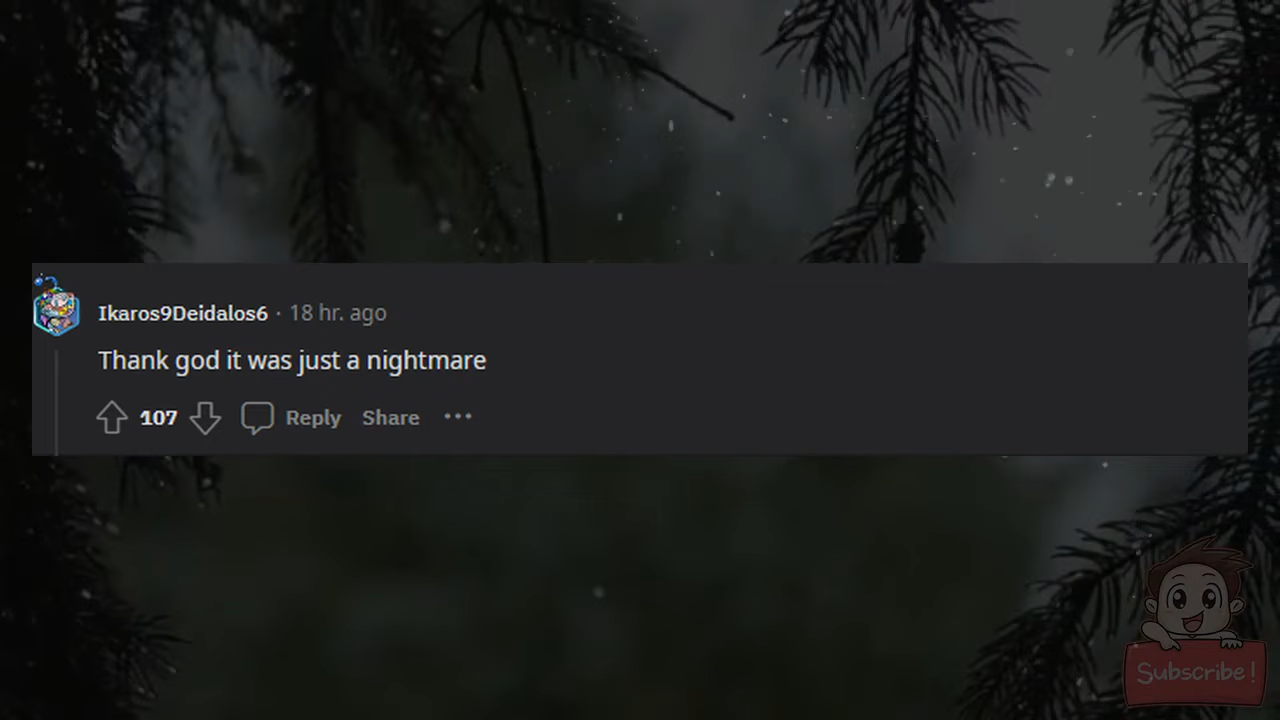 Ikaros9Deidalos6 · 18 hr. ago
Thank god it was just a nightmare
107 Reply Share ···
Subscribe!